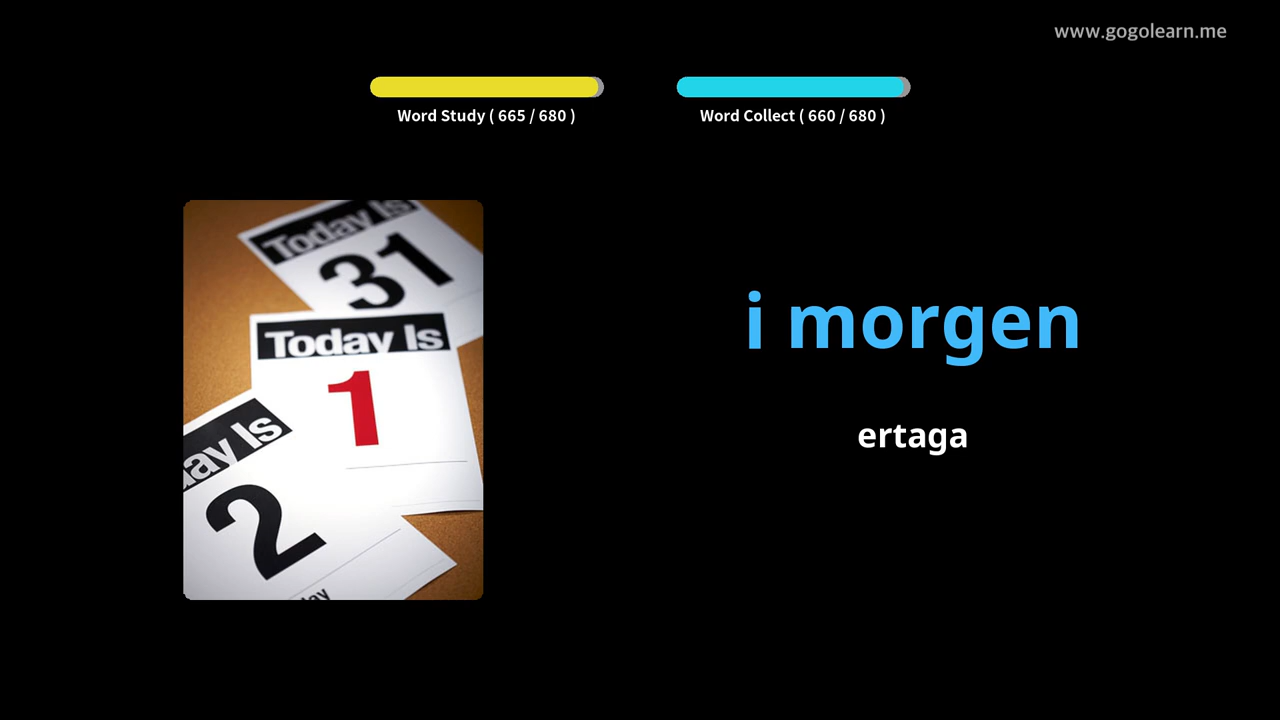 www.gogolearn.me
Word Study ( 665 / 680 )
Word Collect ( 660 / 680 )
Today Is
31
Today Is
1
ay Is
2
ay
i morgen
ertaga